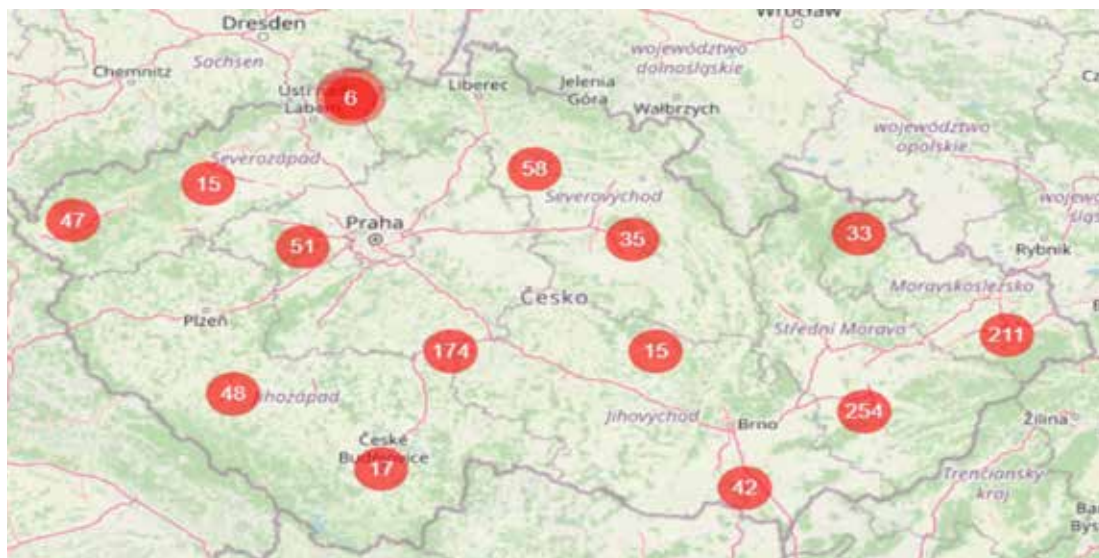 Dresden
Wrocław
województwo
dolnośląskie
Sachsen
Chemnitz
Liberec
Jelenia
Góra
Ústí na
Labem
6
Wałbrzych
województwo
opolskie
Severozápad
15
58
Severovýchod
47
Praha
51
35
33
Rybnik
Moravskoslezsko
Česko
Plzeň
Střední Morava
211
174
15
48
Jihozápad
254
Jihovýchod
Brno
Žilina
České
Budějovice
17
42
Trenčiansky
kraj